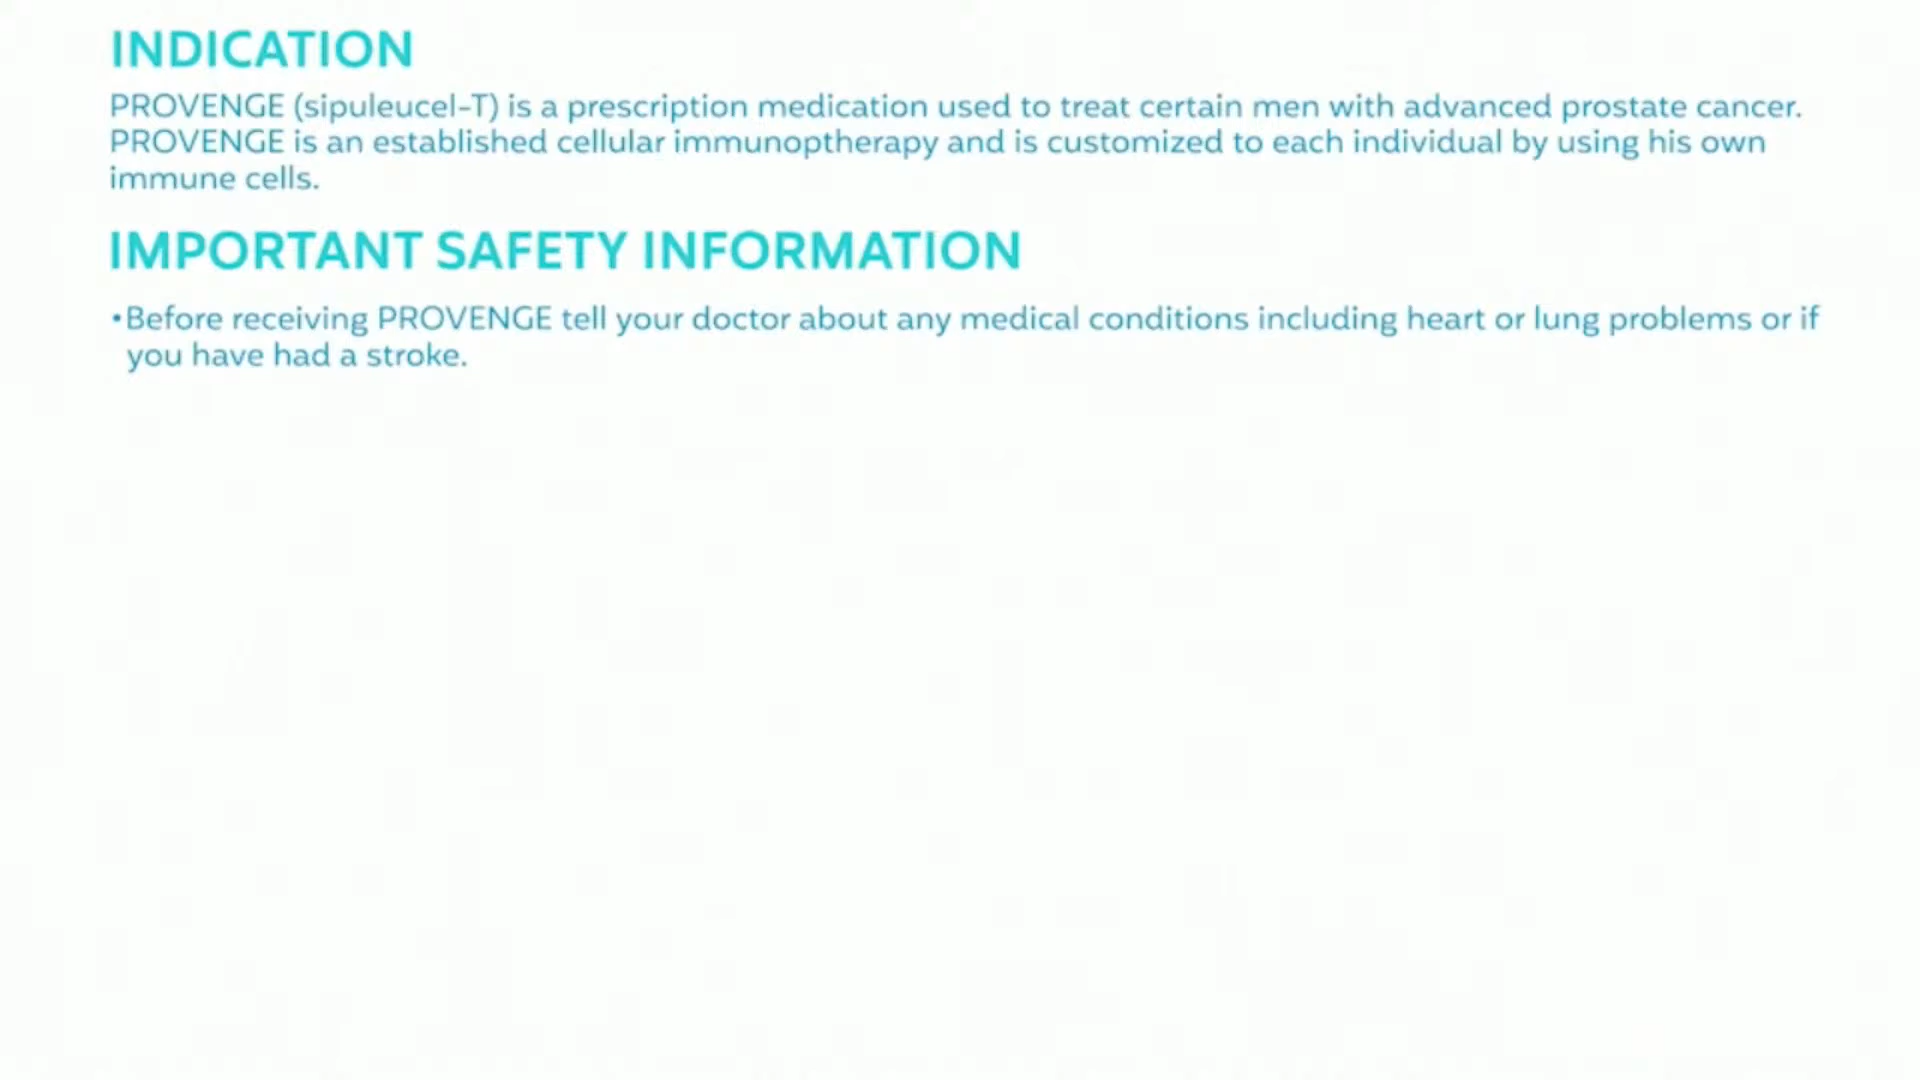 INDICATION
PROVENGE (sipuleucel-T) is a prescription medication used to treat certain men with advanced prostate cancer.
PROVENGE is an established cellular immunoptherapy and is customized to each individual by using his own
immune cells.
IMPORTANT SAFETY INFORMATION
•Before receiving PROVENGE tell your doctor about any medical conditions including heart or lung problems or if
you have had a stroke.